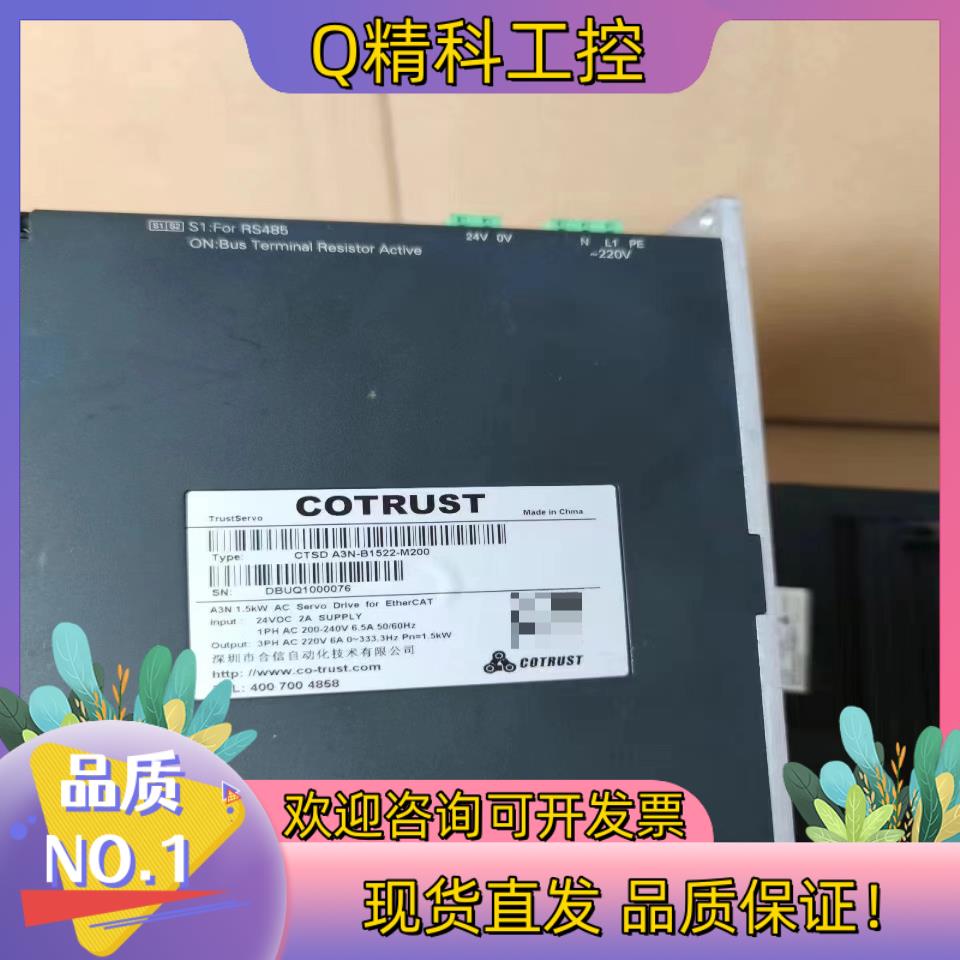 Q精科工控
S1 S2 S1:For RS485
ON:Bus Terminal Resistor Active
24V 0V
N L1 PE
~220V
TrustServo COTRUST Made in China
Type: CTSD A3N-B1522-M200
SN: DBUQ1000076
A3N 1.5kW AC Servo Drive for EtherCAT
Input : 24VDC 2A SUPPLY
1PH AC 200-240V 6.5A 50/60Hz
Output: 3PH AC 220V 6A 0~333.3Hz Pn=1.5kW
深圳市合信自动化技术有限公司
http: //www.co-trust.com
L: 400 700 4858
COTRUST
品质
NO.1
欢迎咨询可开发票
现货直发 品质保证!